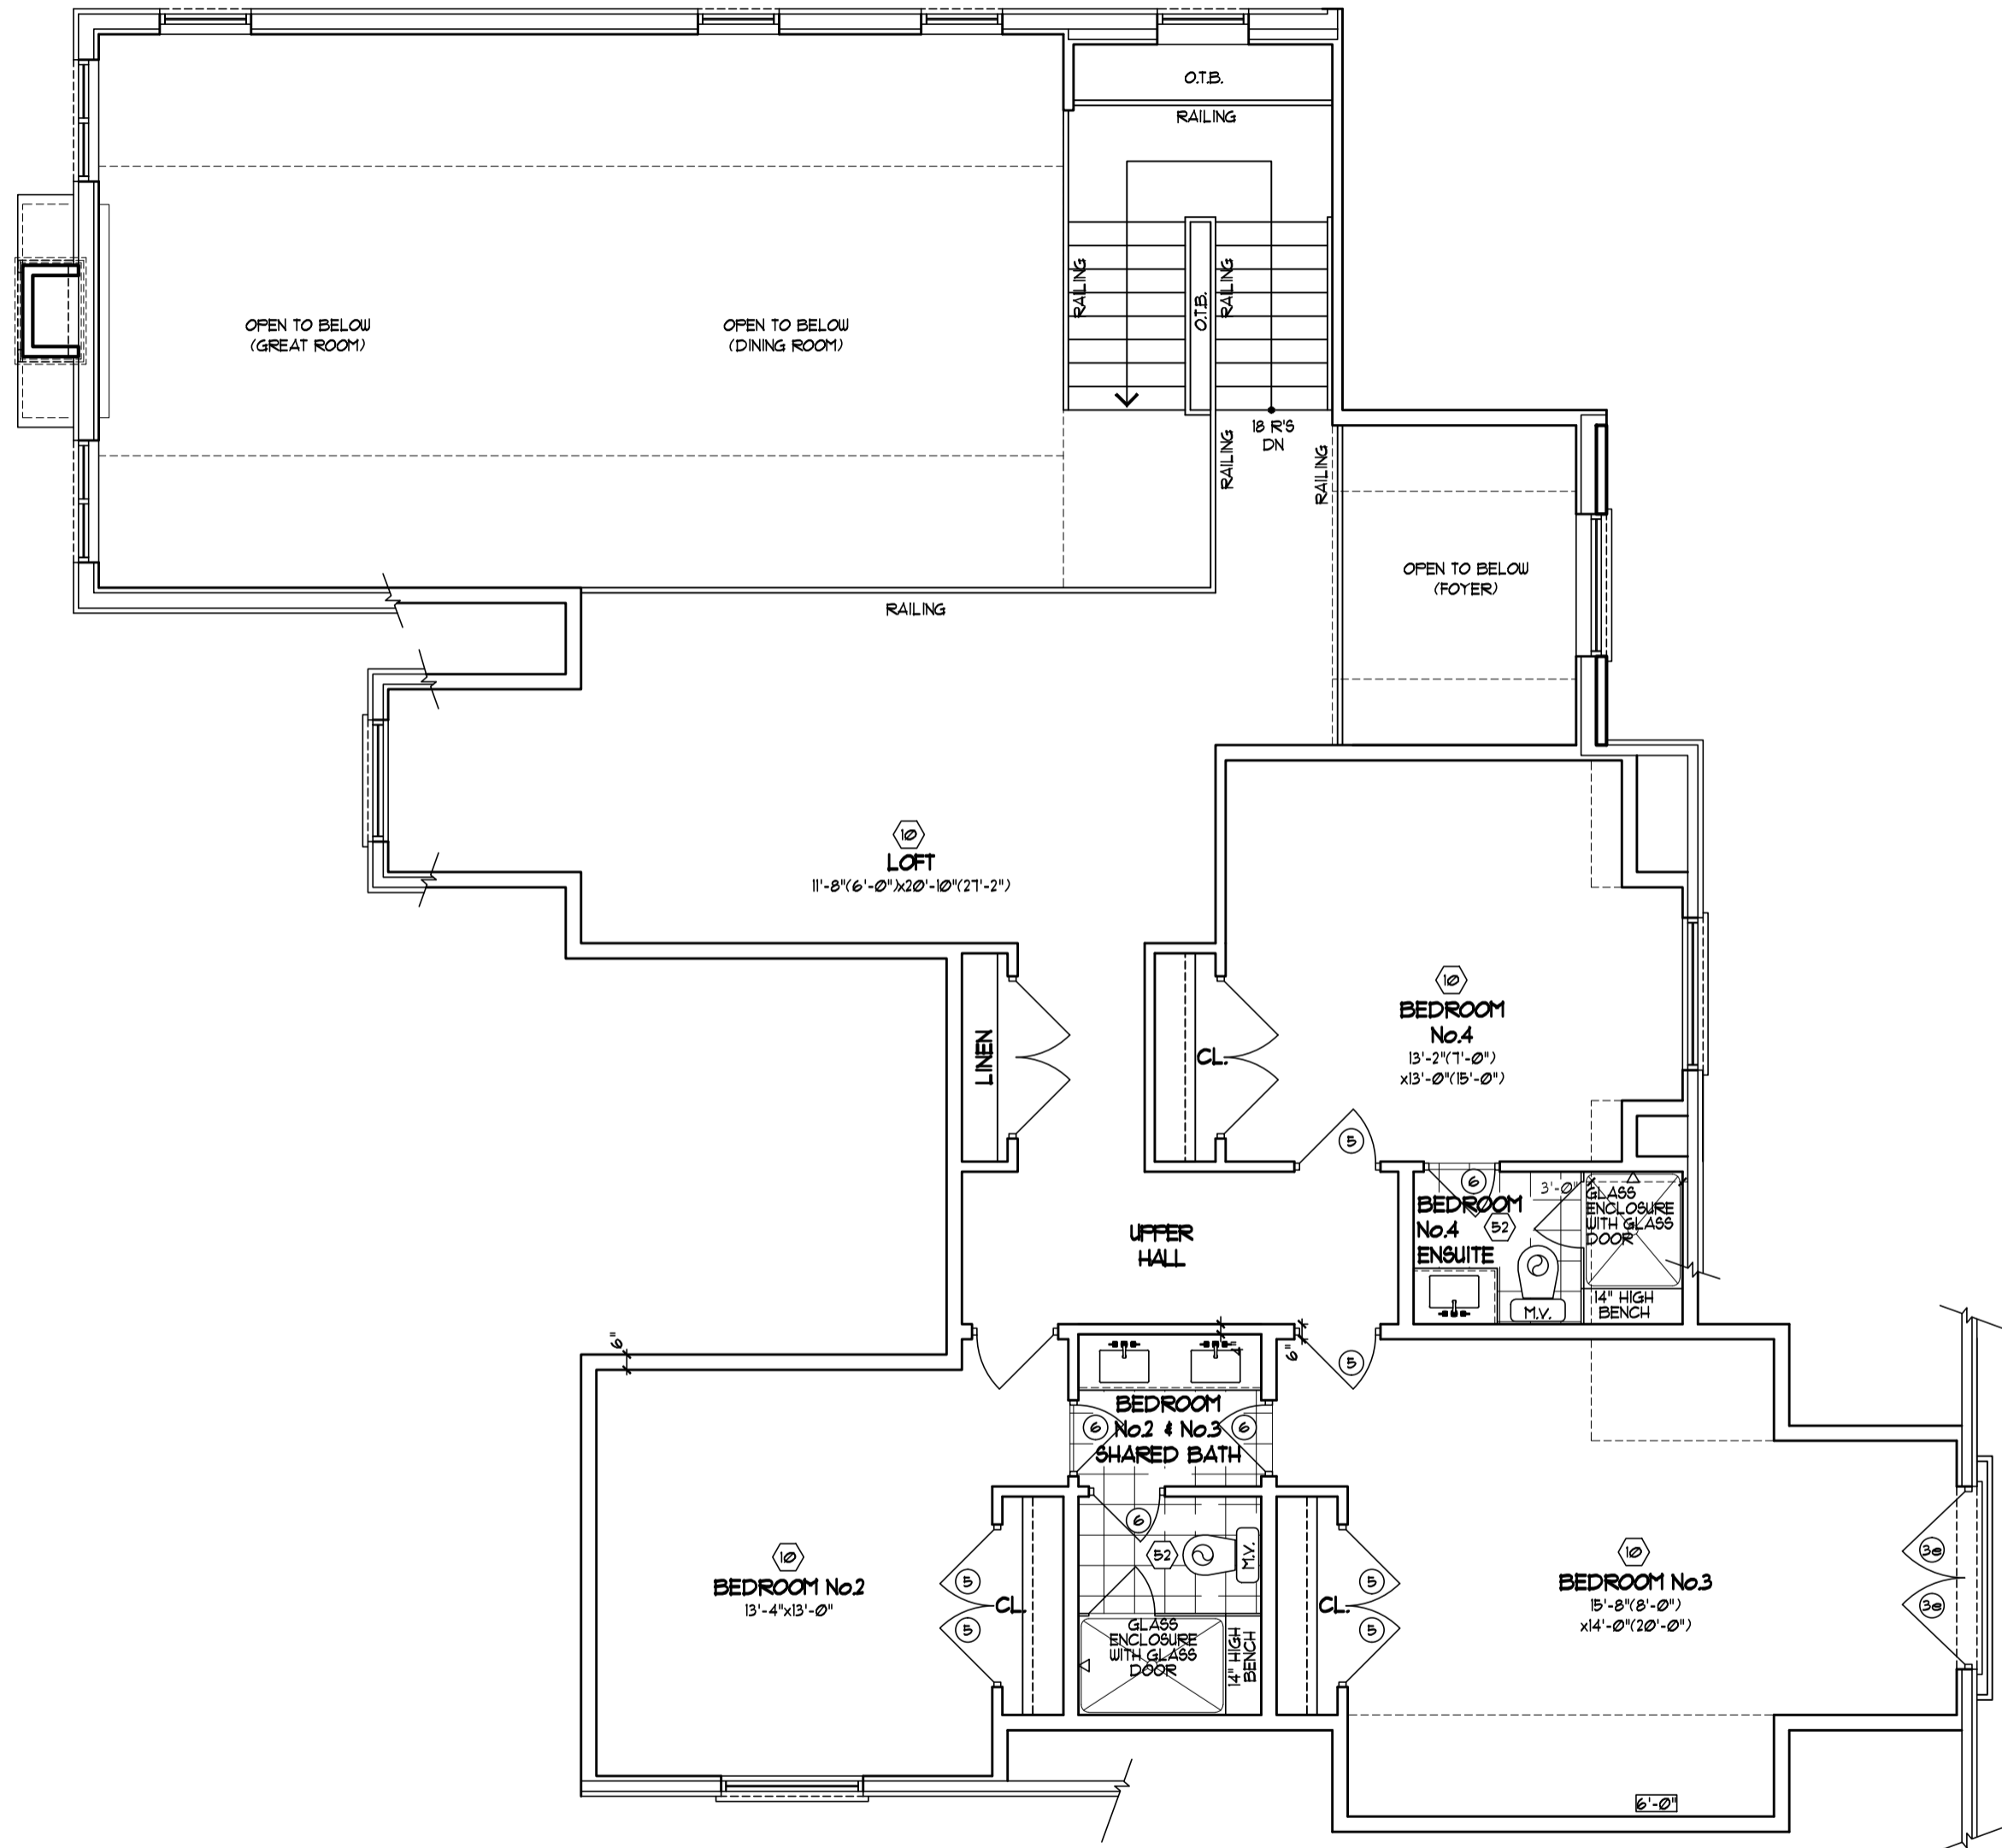 O.T.B.
RAILING
RAILING
RAILING
O.T.B.
OPEN TO BELOW
(GREAT ROOM)
OPEN TO BELOW
(DINING ROOM)
18 R'S
DN
RAILING
RAILING
OPEN TO BELOW
(FOYER)
RAILING
10
LOFT
11'-8"(6'-0")x20'-10"(27'-2")
10
BEDROOM
No.4
13'-2"(7'-0")
x13'-0"(15'-0")
LINEN
CL.
5
6
3'-0"
BEDROOM
No.4
ENSUITE
52
GLASS
ENCLOSURE
WITH GLASS
DOOR
UPPER
HALL
14" HIGH
BENCH
M.V.
6"
4"
6"
5
BEDROOM
No.2 & No.3
SHARED BATH
6
6
6
52
M.V.
10
BEDROOM No.2
13'-4"x13'-0"
5
5
CL.
GLASS
ENCLOSURE
WITH GLASS
DOOR
14" HIGH
BENCH
CL.
5
5
10
BEDROOM No.3
15'-8"(8'-0")
x14'-0"(20'-0")
3e
3e
6'-0"